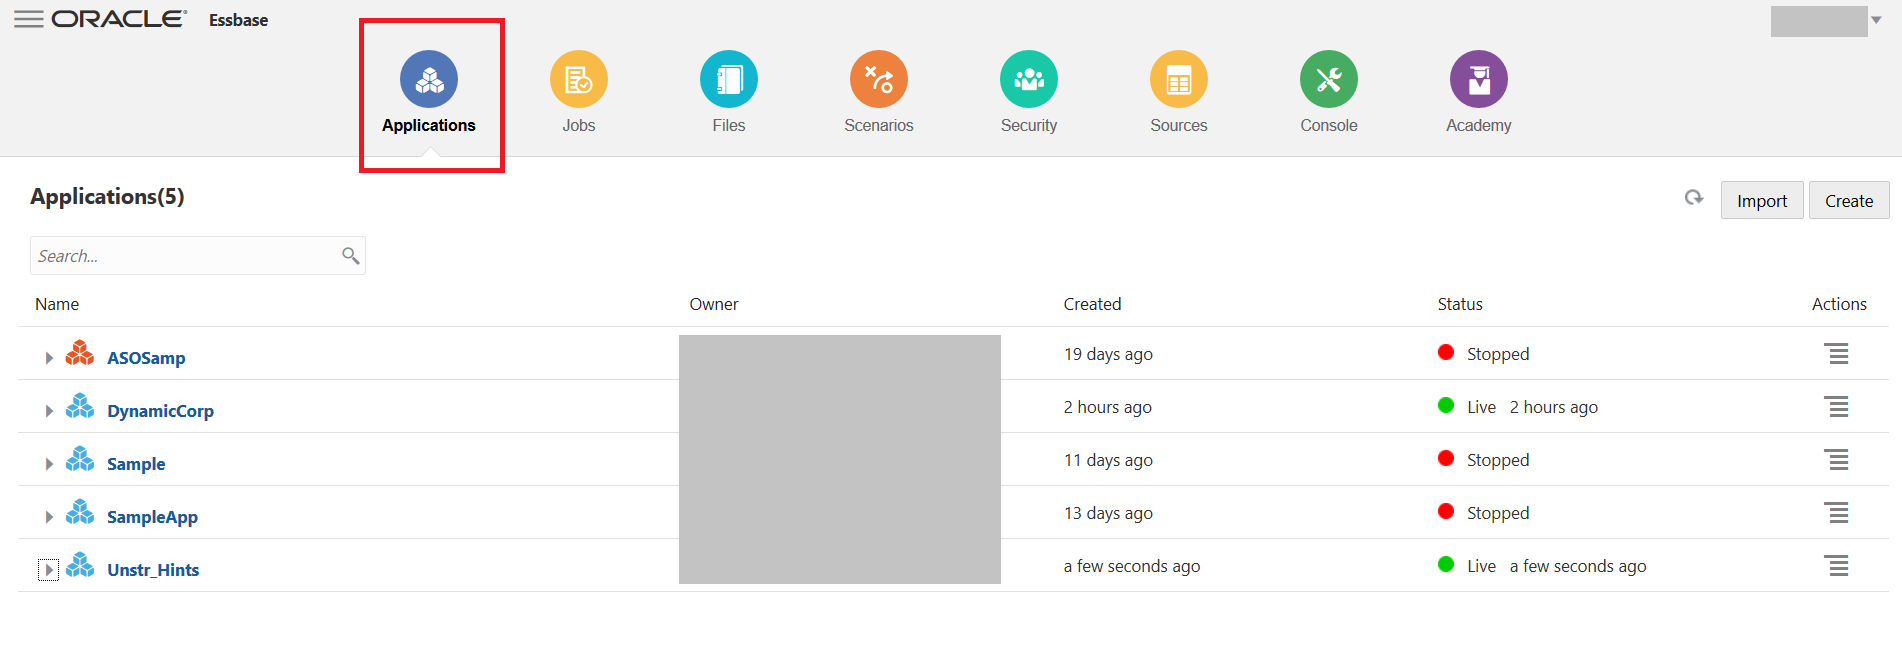 ORACLE Essbase
Applications Jobs Files Scenarios Security Sources Console Academy
Applications(5)
Import Create
Search...
Name Owner Created Status Actions
ASOSamp 19 days ago Stopped
DynamicCorp 2 hours ago Live 2 hours ago
Sample 11 days ago Stopped
SampleApp 13 days ago Stopped
Unstr_Hints a few seconds ago Live a few seconds ago